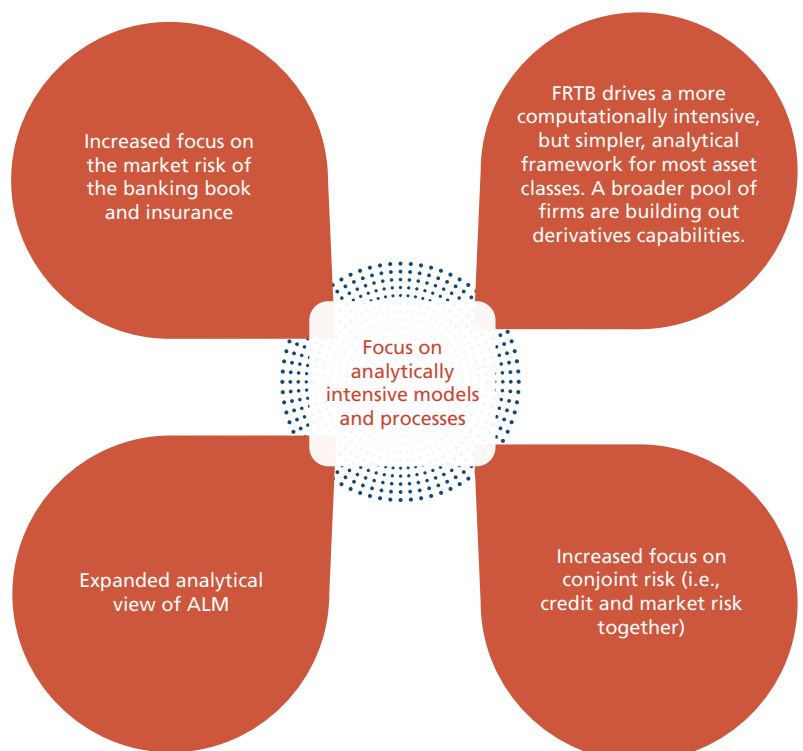 Increased focus on
the market risk of
the banking book
and insurance
FRTB drives a more
computationally intensive,
but simpler, analytical
framework for most asset
classes. A broader pool of
firms are building out
derivatives capabilities.
Focus on
analytically
intensive models
and processes
Expanded analytical
view of ALM
Increased focus on
conjoint risk (i.e.,
credit and market risk
together)